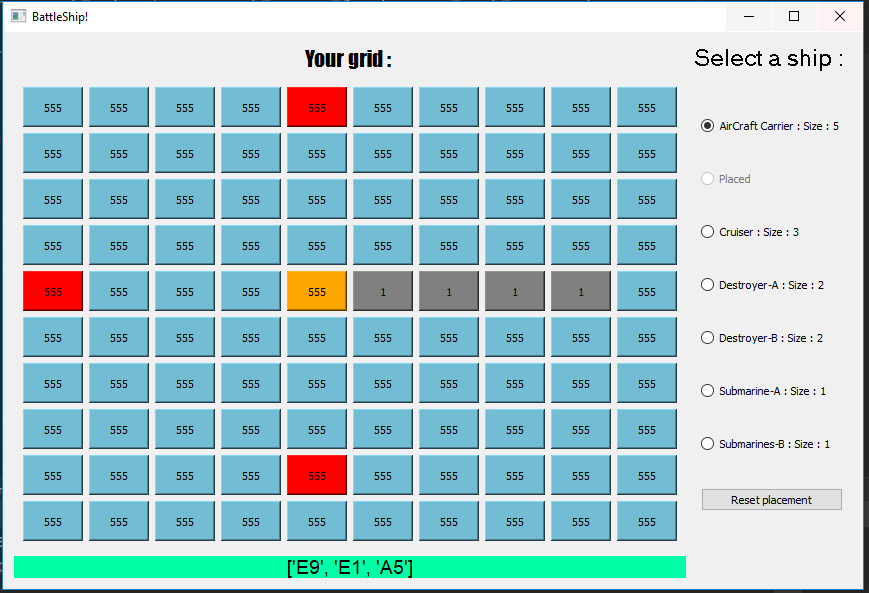 BattleShip!
Your grid :
Select a ship :
555 555 555 555 555 555 555 555 555 555
555 555 555 555 555 555 555 555 555 555
555 555 555 555 555 555 555 555 555 555
555 555 555 555 555 555 555 555 555 555
555 555 555 555 555 1 1 1 1 555
555 555 555 555 555 555 555 555 555 555
555 555 555 555 555 555 555 555 555 555
555 555 555 555 555 555 555 555 555 555
555 555 555 555 555 555 555 555 555 555
555 555 555 555 555 555 555 555 555 555
AirCraft Carrier : Size : 5
Placed
Cruiser : Size : 3
Destroyer-A : Size : 2
Destroyer-B : Size : 2
Submarine-A : Size : 1
Submarines-B : Size : 1
Reset placement
['E9', 'E1', 'A5']